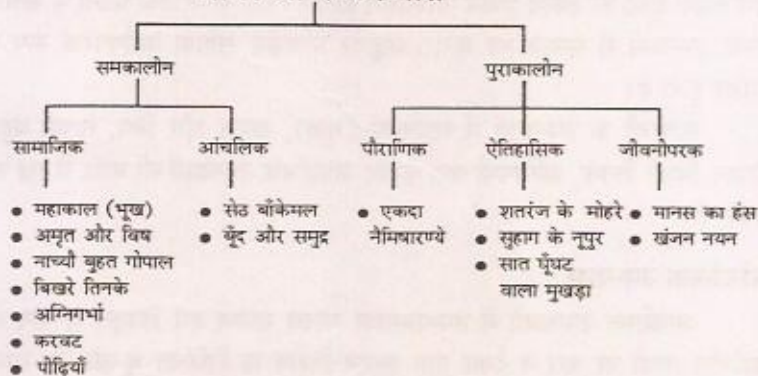 समकालीन
पुराकालीन
सामाजिक
आंचलिक
पौराणिक
ऐतिहासिक
जीवनीपरक
• महाकाल (भूख)
• अमृत और विष
• नाच्यौ बहुत गोपाल
• बिखरे तिनके
• अग्निगर्भा
• करवट
• पीढ़ियाँ
• सेठ बाँकेमल
• बूँद और समुद्र
• एकदा
नैमिषारण्ये
• शतरंज के मोहरे
• सुहाग के नूपुर
• सात घूँघट
वाला मुखड़ा
• मानस का हंस
• खंजन नयन